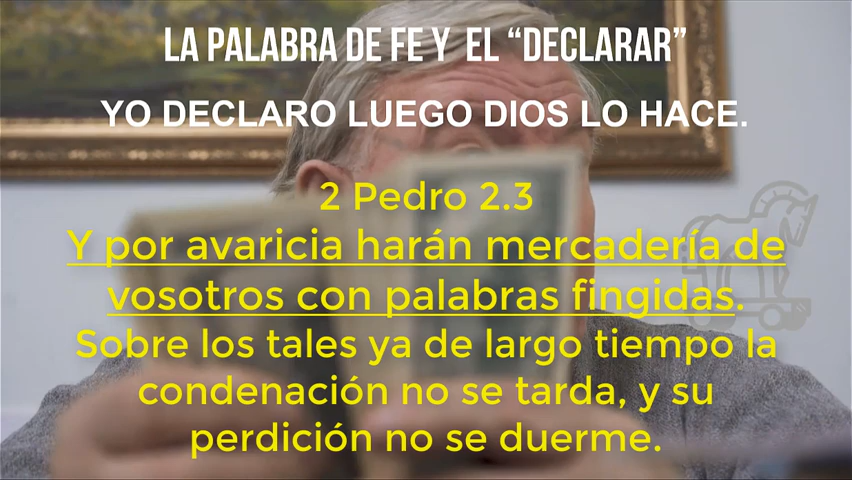 LA PALABRA DE FE Y EL “DECLARAR”
YO DECLARO LUEGO DIOS LO HACE.
2 Pedro 2.3
Y por avaricia harán mercadería de
vosotros con palabras fingidas.
Sobre los tales ya de largo tiempo la
condenación no se tarda, y su
perdición no se duerme.